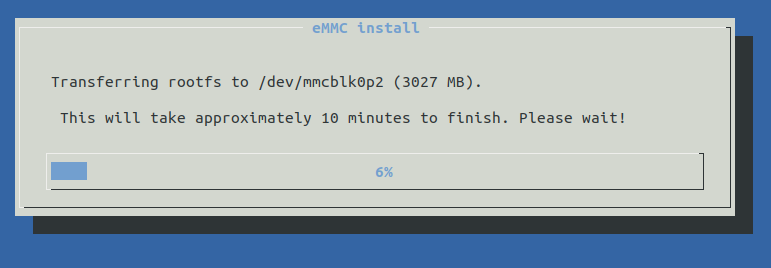 eMMC install
Transferring rootfs to /dev/mmcblk0p2 (3027 MB).
This will take approximately 10 minutes to finish. Please wait!
6%